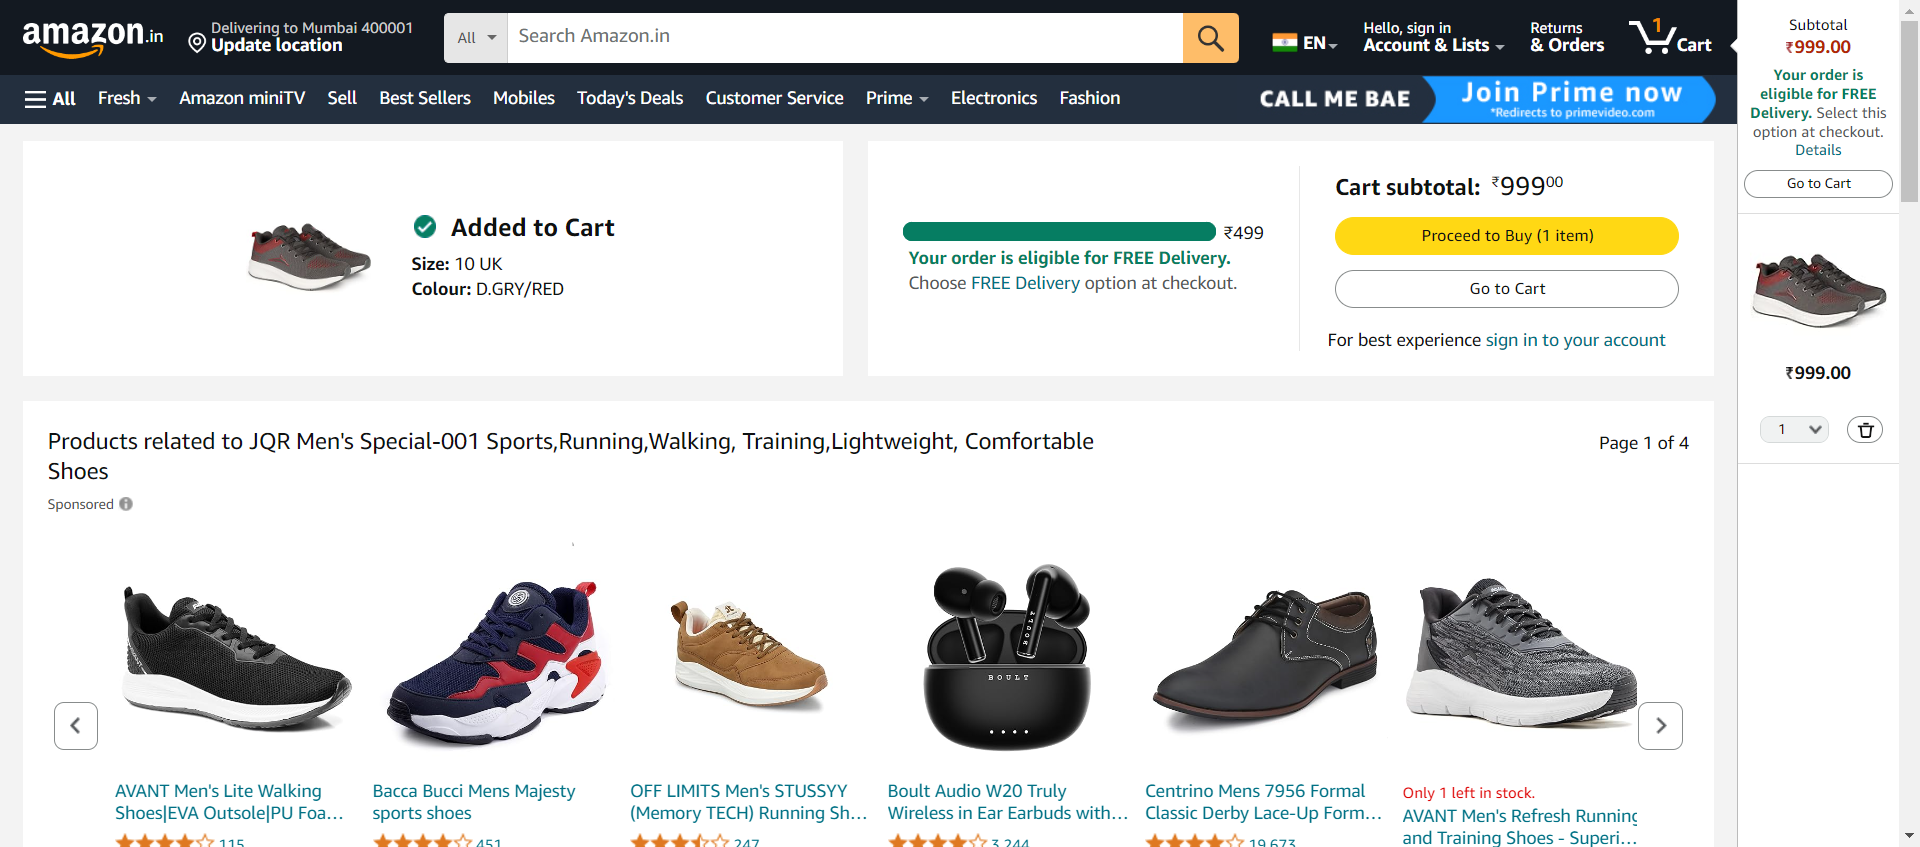 amazon.in
Delivering to Mumbai 400001
Update location
All
Search Amazon.in
EN
Hello, sign in
Account & Lists
Returns
& Orders
1
Cart
All
Fresh
Amazon miniTV
Sell
Best Sellers
Mobiles
Today's Deals
Customer Service
Prime
Electronics
Fashion
CALL ME BAE
Join Prime now
*Redirects to primevideo.com
Subtotal
₹999.00
Your order is
eligible for FREE
Delivery. Select this
option at checkout.
Details
Go to Cart
₹999.00
1
Added to Cart
Size: 10 UK
Colour: D.GRY/RED
₹499
Your order is eligible for FREE Delivery.
Choose FREE Delivery option at checkout.
Cart subtotal: ₹99900
Proceed to Buy (1 item)
Go to Cart
For best experience sign in to your account
Products related to JQR Men's Special-001 Sports,Running,Walking, Training,Lightweight, Comfortable
Shoes
Page 1 of 4
Sponsored
BOULT
BOULT
AVANT Men's Lite Walking
Shoes|EVA Outsole|PU Foa...
115
Bacca Bucci Mens Majesty
sports shoes
451
OFF LIMITS Men's STUSSYY
(Memory TECH) Running Sh...
247
Boult Audio W20 Truly
Wireless in Ear Earbuds with...
3,244
Centrino Mens 7956 Formal
Classic Derby Lace-Up Form...
19,673
Only 1 left in stock.
AVANT Men's Refresh Running
and Training Shoes - Superi...